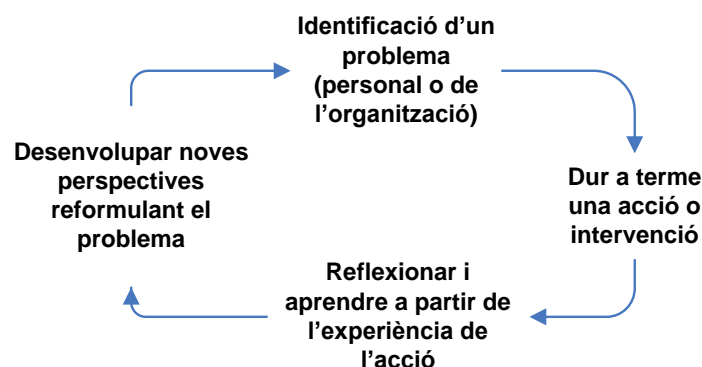 Identificació d’un
problema
(personal o de
l’organització)
Dur a terme
una acció o
intervenció
Reflexionar i
aprendre a partir de
l’experiència de
l’acció
Desenvolupar noves
perspectives
reformulant el
problema